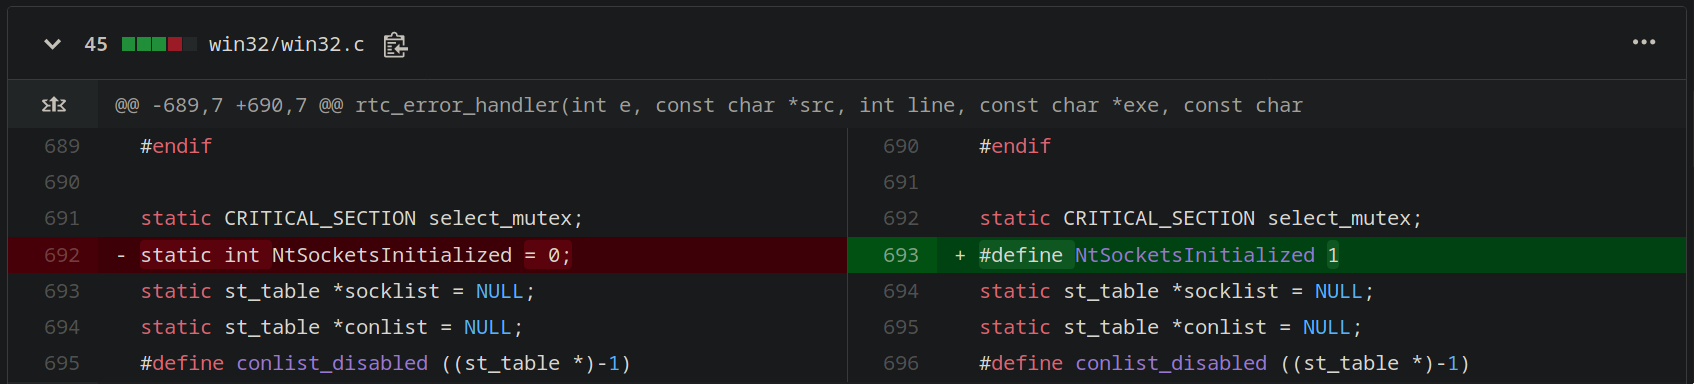 45 win32/win32.c
@@ -689,7 +690,7 @@ rtc_error_handler(int e, const char *src, int line, const char *exe, const char
689 #endif
690
691 static CRITICAL_SECTION select_mutex;
692 - static int NtSocketsInitialized = 0;
693 static st_table *socklist = NULL;
694 static st_table *conlist = NULL;
695 #define conlist_disabled ((st_table *)-1)
690 #endif
691
692 static CRITICAL_SECTION select_mutex;
693 + #define NtSocketsInitialized 1
694 static st_table *socklist = NULL;
695 static st_table *conlist = NULL;
696 #define conlist_disabled ((st_table *)-1)